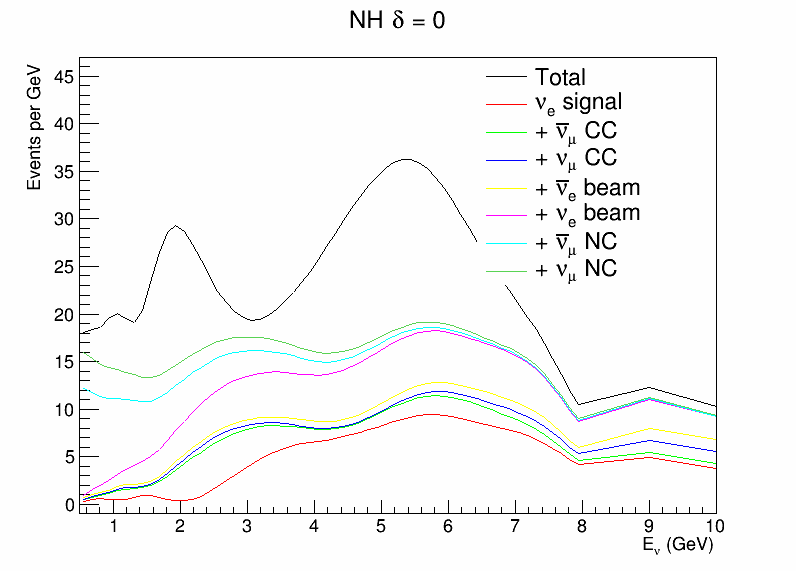 NH δ = 0
Events per GeV
45
40
35
30
25
20
15
10
5
0
Total
νe signal
+ ν̅μ CC
+ νμ CC
+ ν̅e beam
+ νe beam
+ ν̅μ NC
+ νμ NC
1 2 3 4 5 6 7 8 9 10
Eν (GeV)